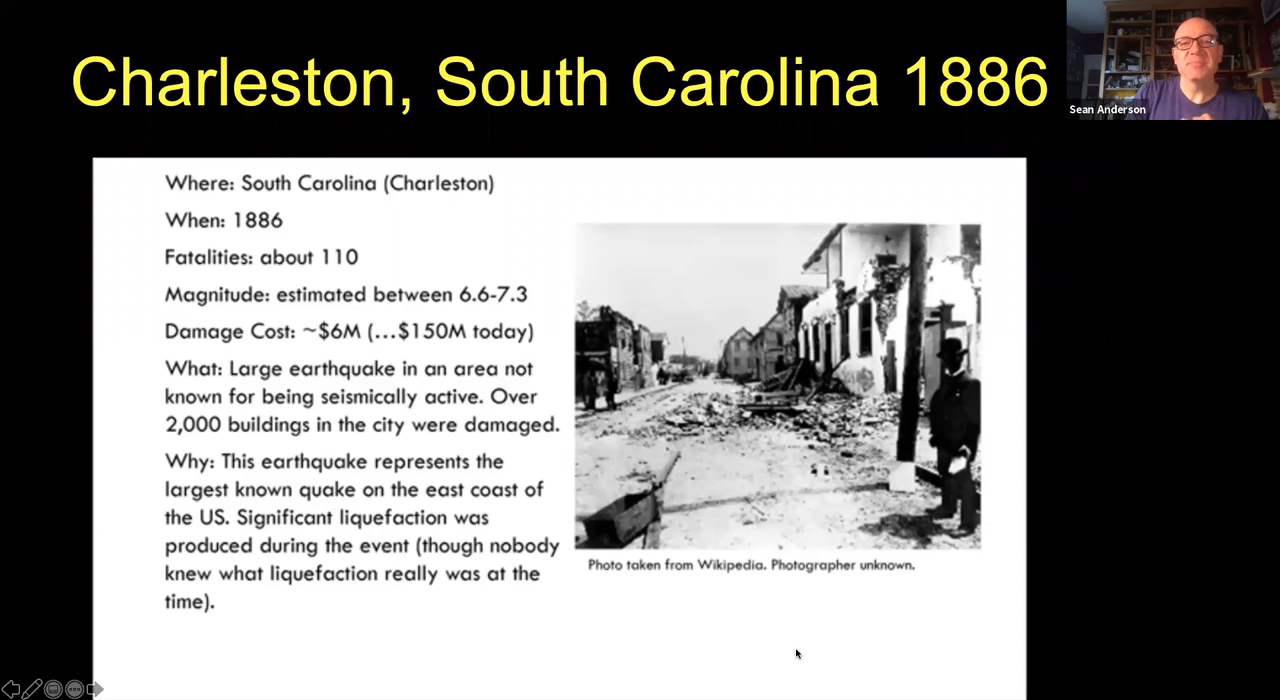 Charleston, South Carolina 1886
Sean Anderson
Where: South Carolina (Charleston)
When: 1886
Fatalities: about 110
Magnitude: estimated between 6.6-7.3
Damage Cost: ~$6M (...$150M today)
What: Large earthquake in an area not
known for being seismically active. Over
2,000 buildings in the city were damaged.
Why: This earthquake represents the
largest known quake on the east coast of
the US. Significant liquefaction was
produced during the event (though nobody
knew what liquefaction really was at the
time).
Photo taken from Wikipedia. Photographer unknown.